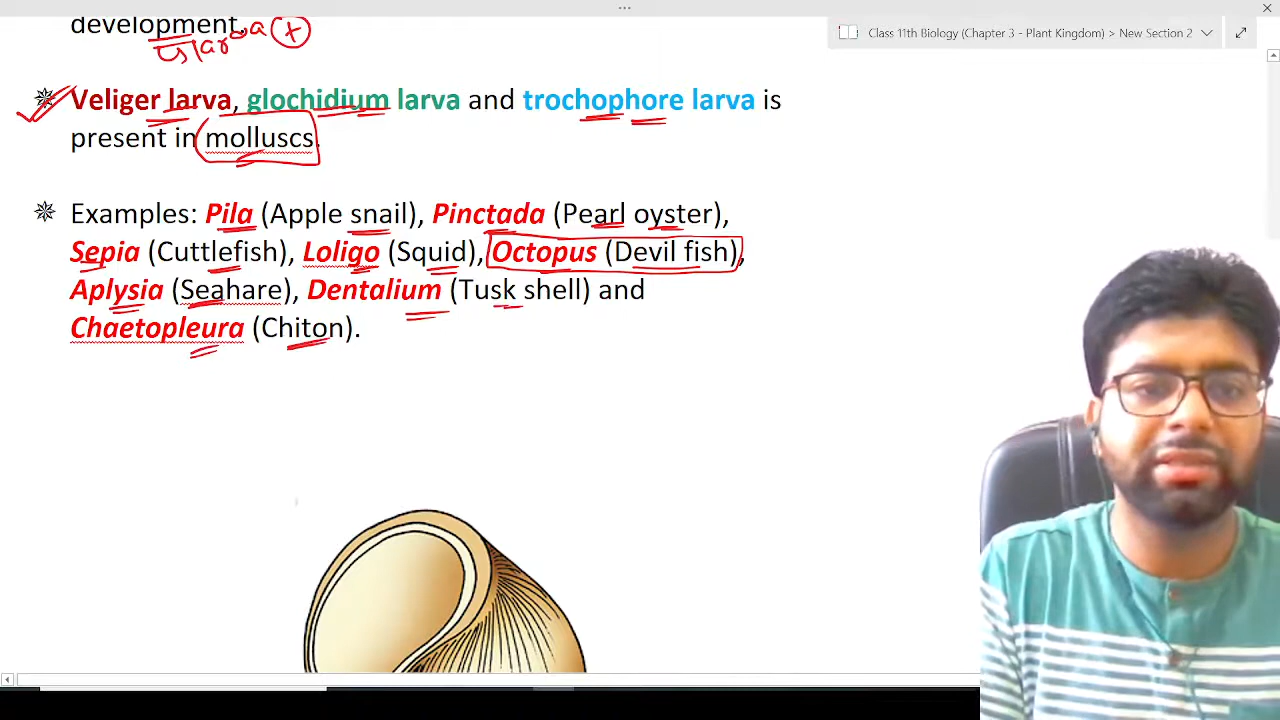 development.
larva (+)
Class 11th Biology (Chapter 3 - Plant Kingdom) > New Section 2
Veliger larva, glochidium larva and trochophore larva is
present in molluscs.
Examples: Pila (Apple snail), Pinctada (Pearl oyster),
Sepia (Cuttlefish), Loligo (Squid), Octopus (Devil fish),
Aplysia (Seahare), Dentalium (Tusk shell) and
Chaetopleura (Chiton).